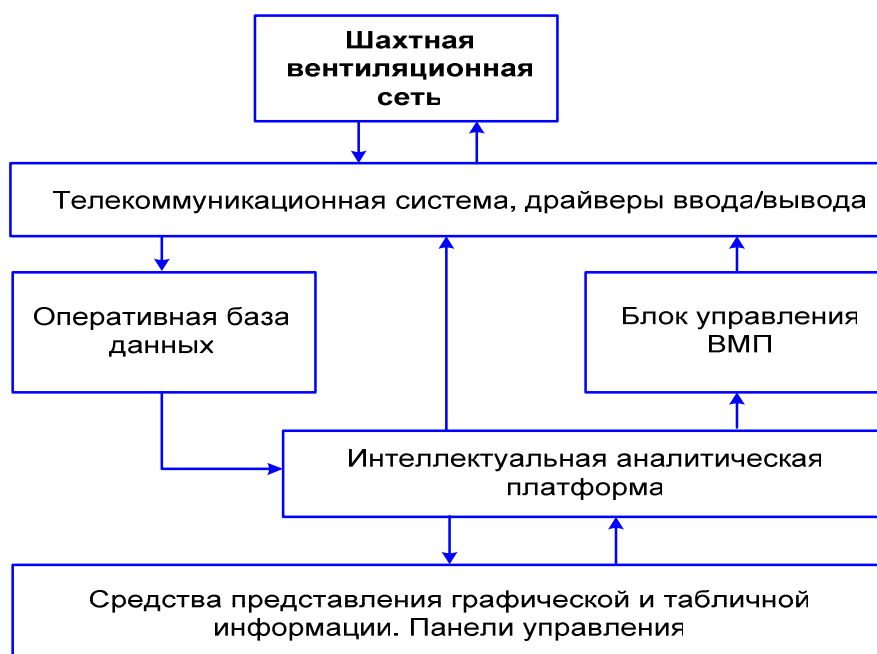 Шахтная
вентиляционная
сеть
Телекоммуникационная система, драйверы ввода/вывода
Оперативная база
данных
Блок управления
ВМП
Интеллектуальная аналитическая
платформа
Средства представления графической и табличной
информации. Панели управления